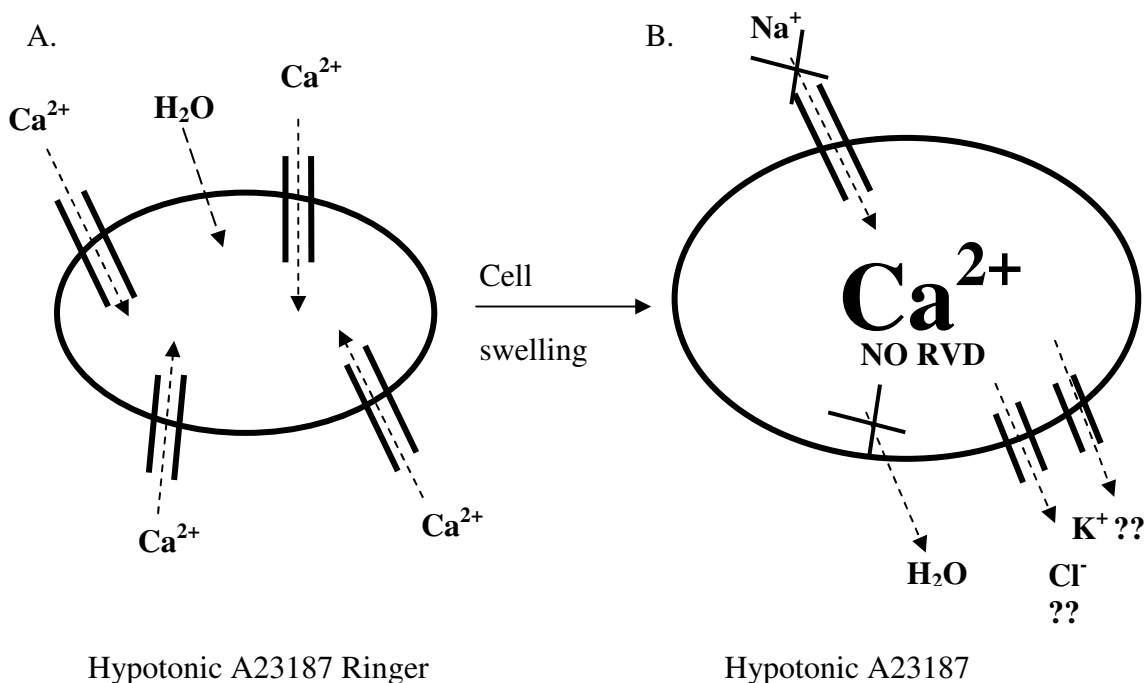 A.
Ca²⁺
H₂O
Ca²⁺
Ca²⁺
Ca²⁺
Cell
swelling
B.
Na⁺
Ca²⁺
NO RVD
H₂O
K⁺ ??
Cl⁻
??
Hypotonic A23187 Ringer
Hypotonic A23187